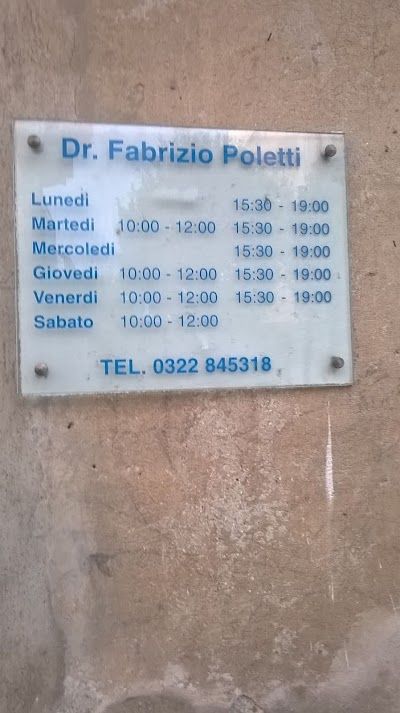 Dr. Fabrizio Poletti
Lunedi 15:30 - 19:00
Martedi 10:00 - 12:00 15:30 - 19:00
Mercoledi 15:30 - 19:00
Giovedi 10:00 - 12:00 15:30 - 19:00
Venerdi 10:00 - 12:00 15:30 - 19:00
Sabato 10:00 - 12:00
TEL. 0322 845318